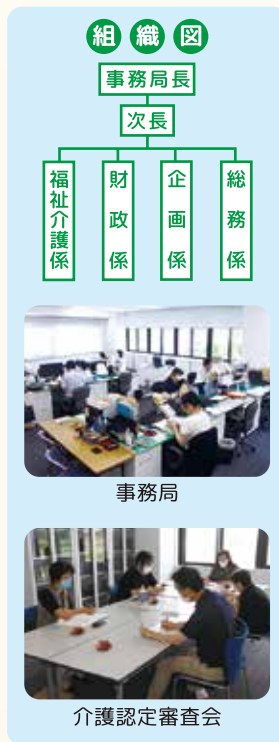 組織図
事務局長
次長
福祉介護係
財政係
企画係
総務係
事務局
介護認定審査会